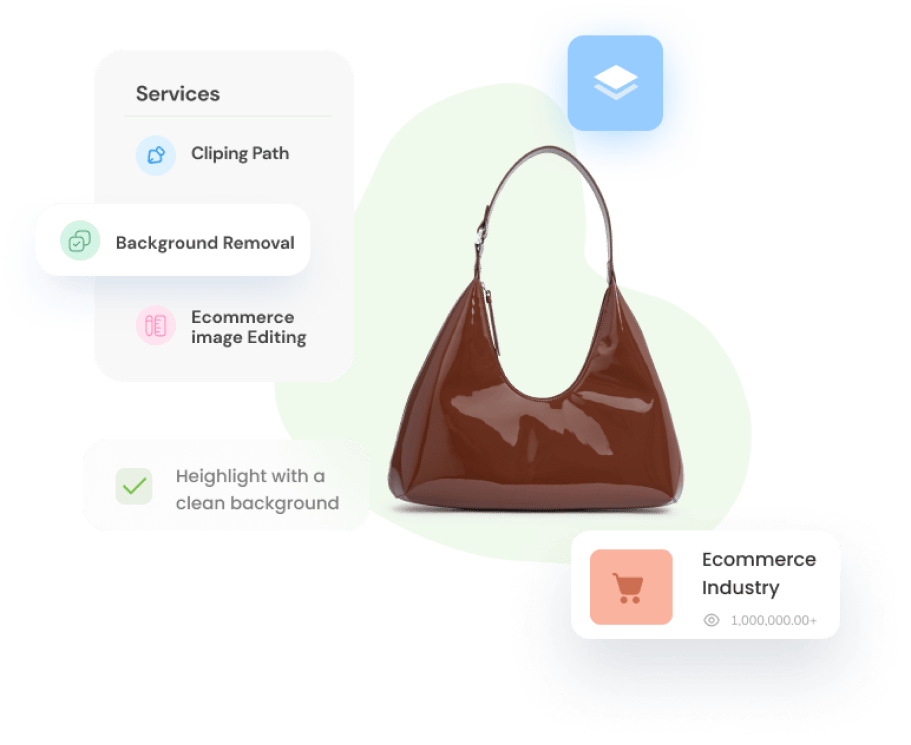 Services
Cliping Path
Background Removal
Ecommerce
image Editing
Heighlight with a
clean background
Ecommerce
Industry
1,000,000.00+